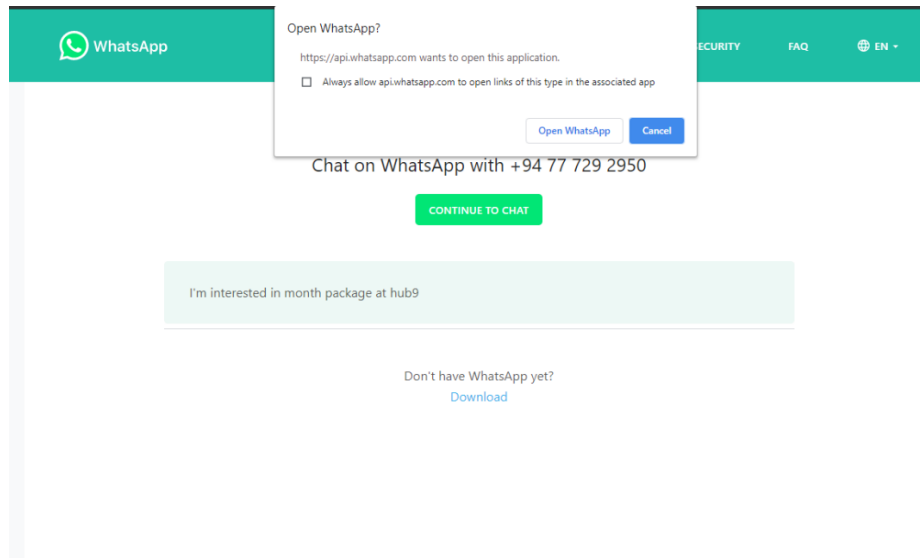 WhatsApp
ECURITY
FAQ
EN
Open WhatsApp?
https://api.whatsapp.com wants to open this application.
Always allow api.whatsapp.com to open links of this type in the associated app
Open WhatsApp
Cancel
Chat on WhatsApp with +94 77 729 2950
CONTINUE TO CHAT
I'm interested in month package at hub9
Don't have WhatsApp yet?
Download